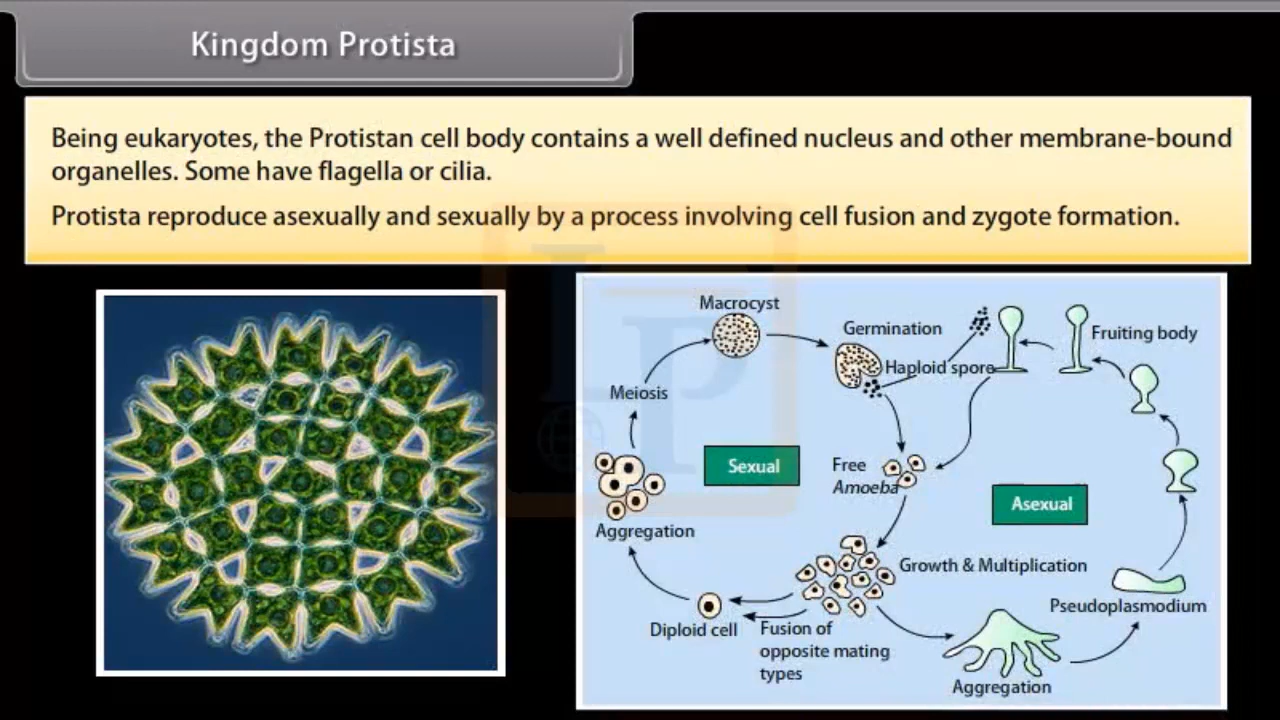 Kingdom Protista
Being eukaryotes, the Protistan cell body contains a well defined nucleus and other membrane-bound
organelles. Some have flagella or cilia.
Protista reproduce asexually and sexually by a process involving cell fusion and zygote formation.
Macrocyst
Germination
Haploid spore
Fruiting body
Meiosis
Sexual
Free
Amoeba
Asexual
Aggregation
Growth & Multiplication
Pseudoplasmodium
Diploid cell
Fusion of
opposite mating
types
Aggregation
LP